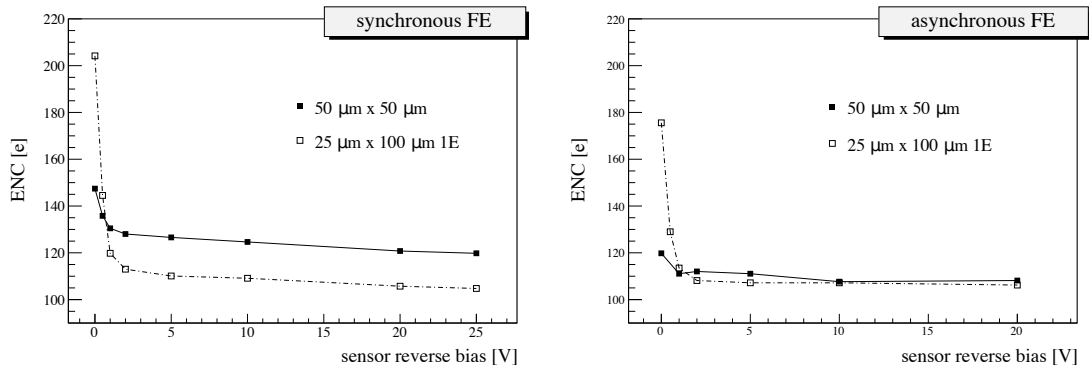 synchronous FE
220
200
180
160
140
120
100
ENC [e]
50 μm x 50 μm
25 μm x 100 μm 1E
0 5 10 15 20 25
sensor reverse bias [V]
asynchronous FE
220
200
180
160
140
120
100
ENC [e]
50 μm x 50 μm
25 μm x 100 μm 1E
0 5 10 15 20
sensor reverse bias [V]